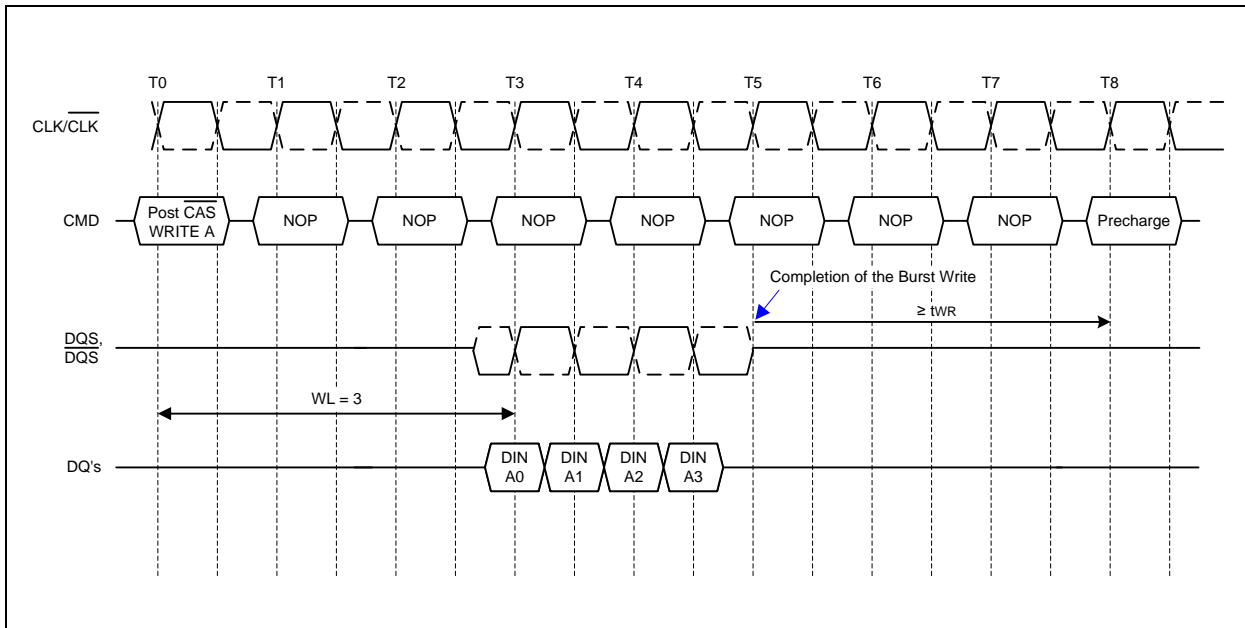 T0 T1 T2 T3 T4 T5 T6 T7 T8
CLK/CLK
CMD
Post CAS
WRITE A
NOP NOP NOP NOP NOP NOP NOP Precharge
Completion of the Burst Write
≥ tWR
DQS,
DQS
WL = 3
DQ's
DIN A0
DIN A1
DIN A2
DIN A3